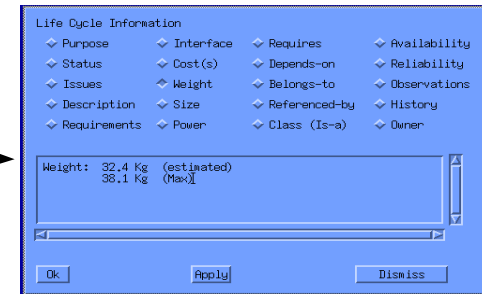 Life Cycle Information
Purpose Interface Requires Availability
Status Cost(s) Depends-on Reliability
Issues Weight Belongs-to Observations
Description Size Referenced-by History
Requirements Power Class (Is-a) Owner
Weight: 32.4 Kg (estimated)
38.1 Kg (Max)
Ok Apply Dismiss